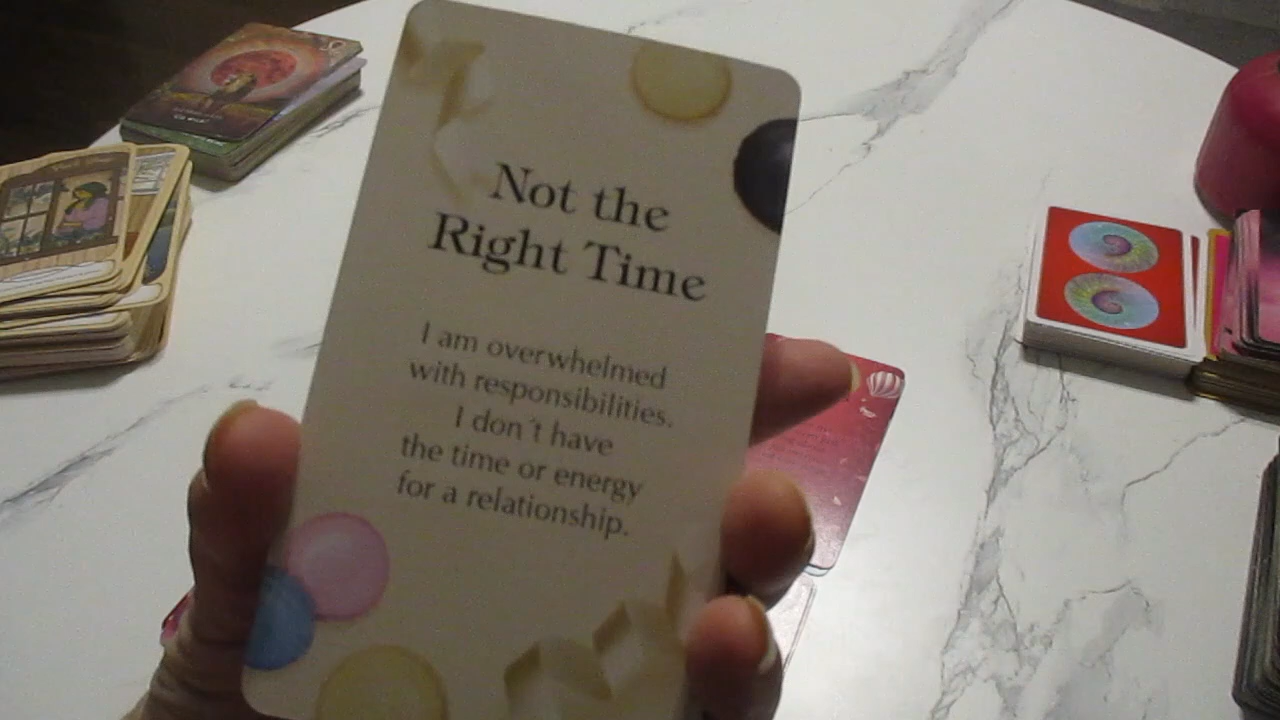 Not the
Right Time
I am overwhelmed
with responsibilities.
I don´t have
the time or energy
for a relationship.